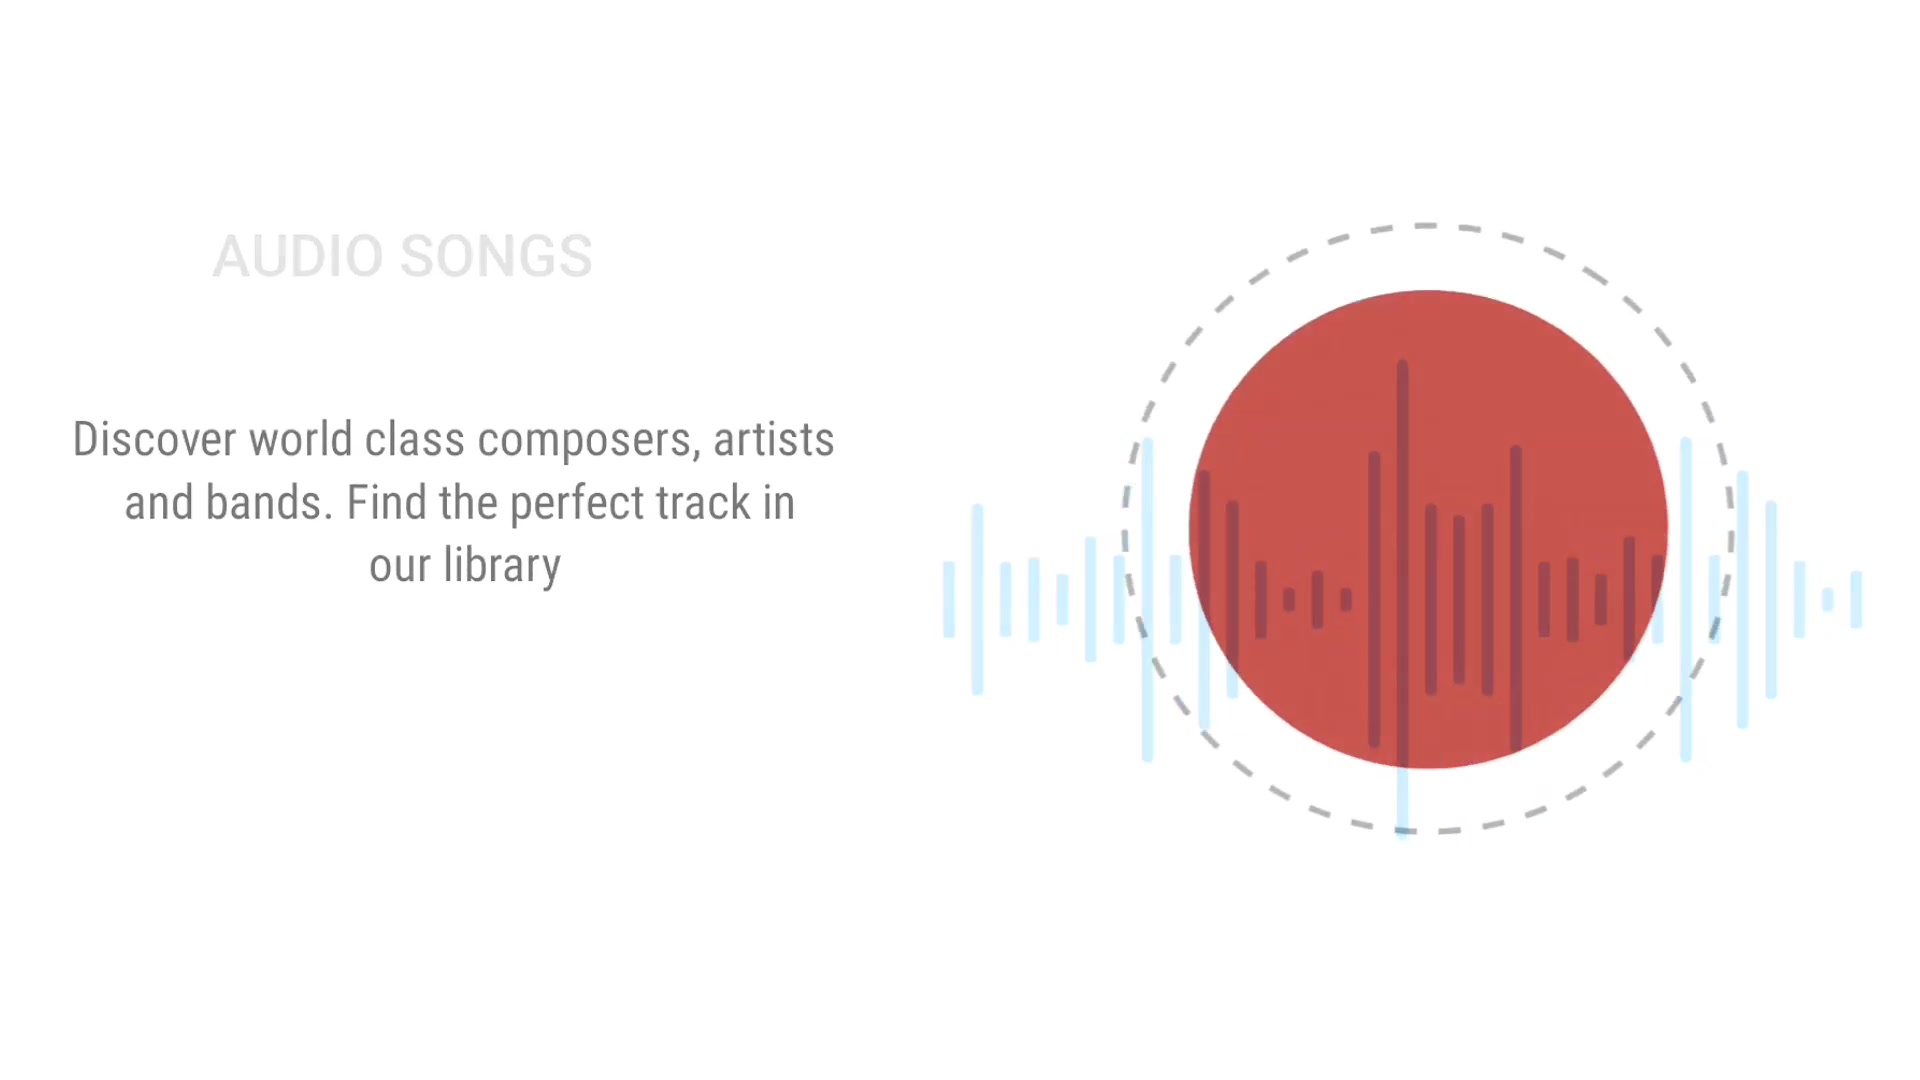 AUDIO SONGS
Discover world class composers, artists
and bands. Find the perfect track in
our library